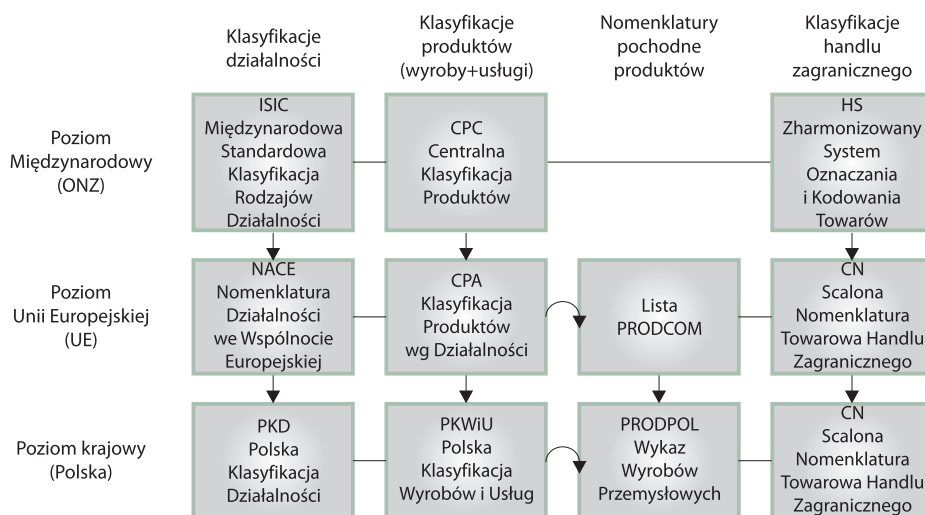 Klasyfikacje
działalności
Klasyfikacje
produktów
(wyroby+usługi)
Nomenklatury
pochodne
produktów
Klasyfikacje
handlu
zagranicznego
Poziom
Międzynarodowy
(ONZ)
ISIC
Międzynarodowa
Standardowa
Klasyfikacja
Rodzajów
Działalności
CPC
Centralna
Klasyfikacja
Produktów
HS
Zharmonizowany
System
Oznaczania
i Kodowania
Towarów
Poziom
Unii Europejskiej
(UE)
NACE
Nomenklatura
Działalności
we Wspólnocie
Europejskiej
CPA
Klasyfikacja
Produktów
wg Działalności
Lista
PRODCOM
CN
Scalona
Nomenklatura
Towarowa Handlu
Zagranicznego
Poziom krajowy
(Polska)
PKD
Polska
Klasyfikacja
Działalności
PKWiU
Polska
Klasyfikacja
Wyrobów i Usług
PRODPOL
Wykaz
Wyrobów
Przemysłowych
CN
Scalona
Nomenklatura
Towarowa Handlu
Zagranicznego